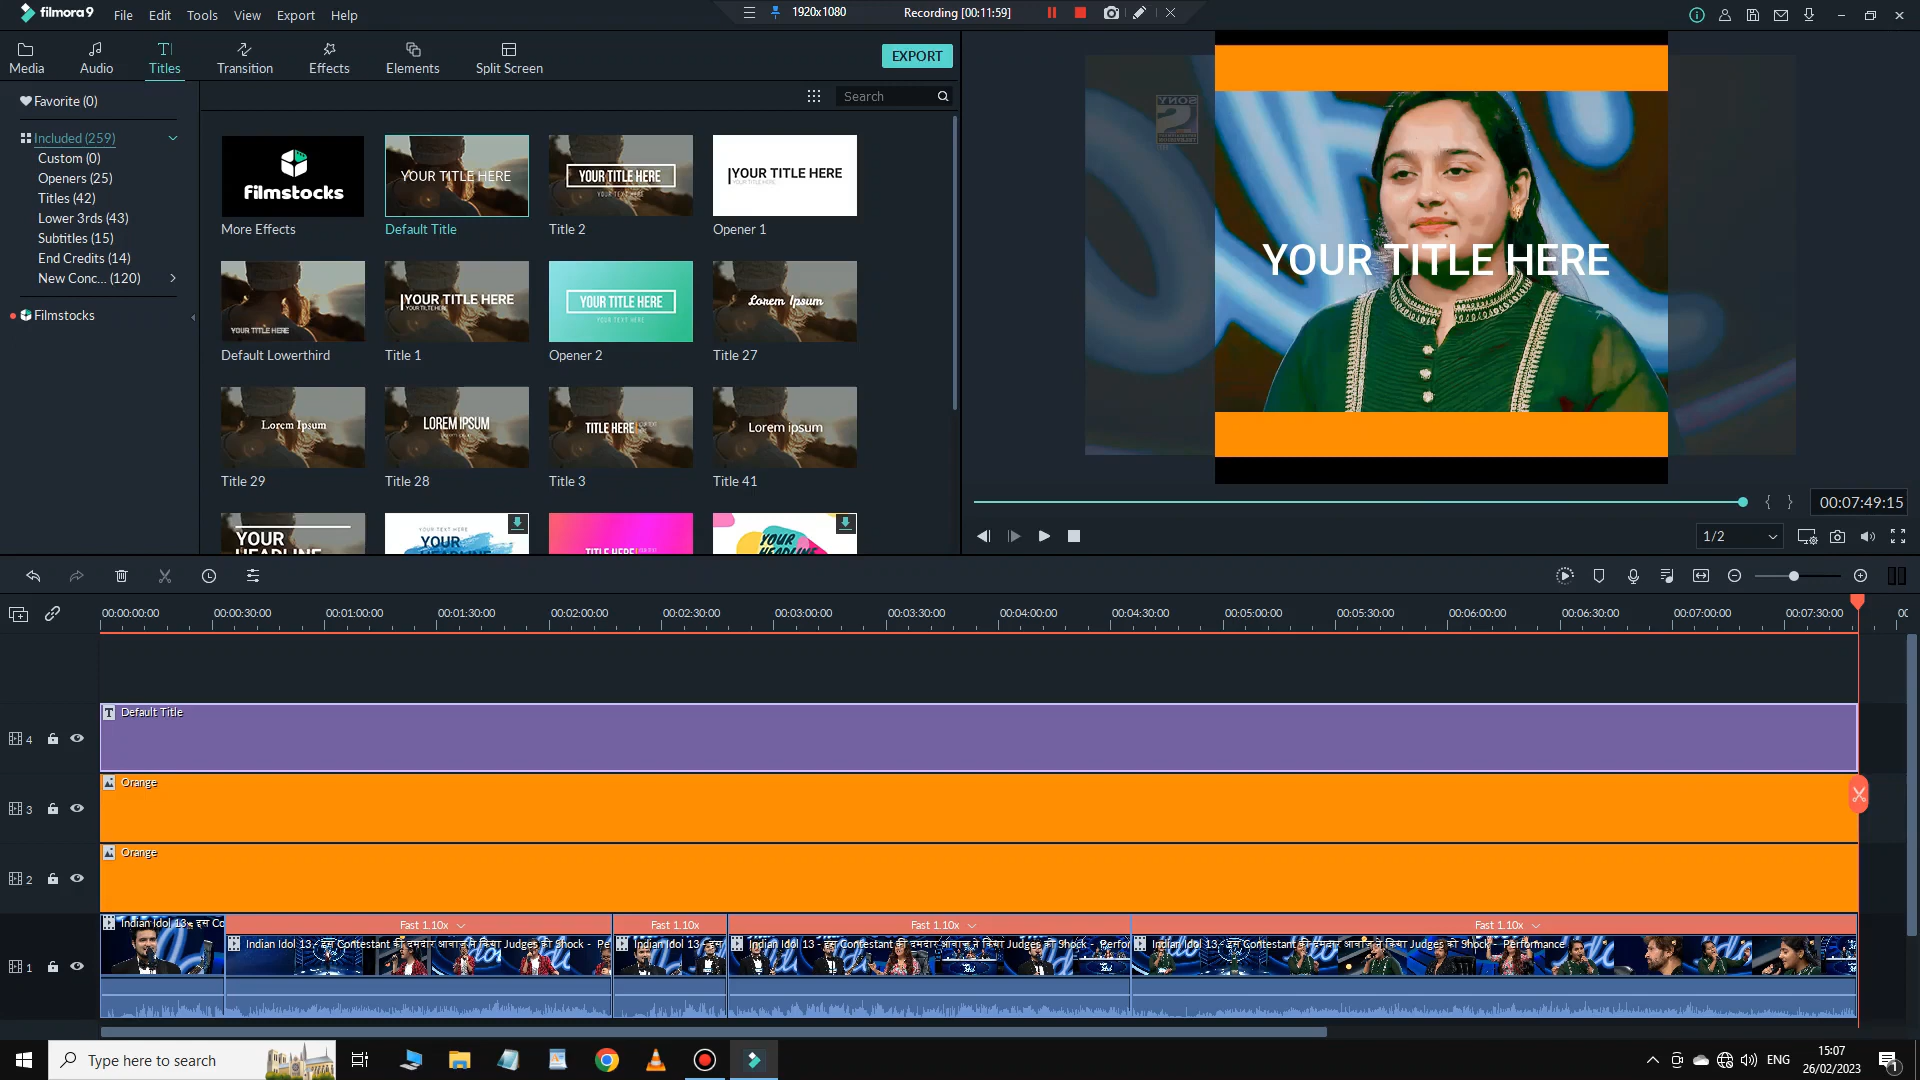 filmora9
File Edit Tools View Export Help
1920x1080
Recording [00:11:59]
Media
Audio
Titles
Transition
Effects
Elements
Split Screen
EXPORT
Favorite (0)
Search
Included (259)
Custom (0)
Openers (25)
Titles (42)
Lower 3rds (43)
Subtitles (15)
End Credits (14)
New Conc... (120)
Filmstocks
filmstocks
YOUR TITLE HERE
YOUR TITLE HERE
YOUR TEXT HERE
YOUR TITLE HERE
More Effects
Default Title
Title 2
Opener 1
YOUR TITLE HERE
YOUR TITLE HERE
YOUR TITLE HERE
YOUR TEXT HERE
Lorem Ipsum
Default Lowerthird
Title 1
Opener 2
Title 27
Lorem Ipsum
LOREM IPSUM
TITLE HERE
Lorem ipsum
Title 29
Title 28
Title 3
Title 41
YOUR
HEADLINE
YOUR TEXT HERE
YOUR
HEADLINE
TITLE HERE
YOUR
HEADLINE
SONY
YOUR TITLE HERE
00:07:49:15
1/2
00:00:00:00
00:00:30:00
00:01:00:00
00:01:30:00
00:02:00:00
00:02:30:00
00:03:00:00
00:03:30:00
00:04:00:00
00:04:30:00
00:05:00:00
00:05:30:00
00:06:00:00
00:06:30:00
00:07:00:00
00:07:30:00
4
Default Title
3
Orange
2
Orange
1
Indian Idol 13 - इस Co
Fast 1.10x
Fast 1.10x
Fast 1.10x
Fast 1.10x
Indian Idol 13 - इस Contestant की दमदार आवाज़ ने किया Judges को Shock - Pe
Indian Idol 13 - इस
Indian Idol 13 - इस Contestant की दमदार आवाज़ ने किया Judges को Shock - Perfor
Indian Idol 13 - इस Contestant की दमदार आवाज़ ने किया Judges को Shock - Performance
Type here to search
ENG
15:07
26/02/2023
1